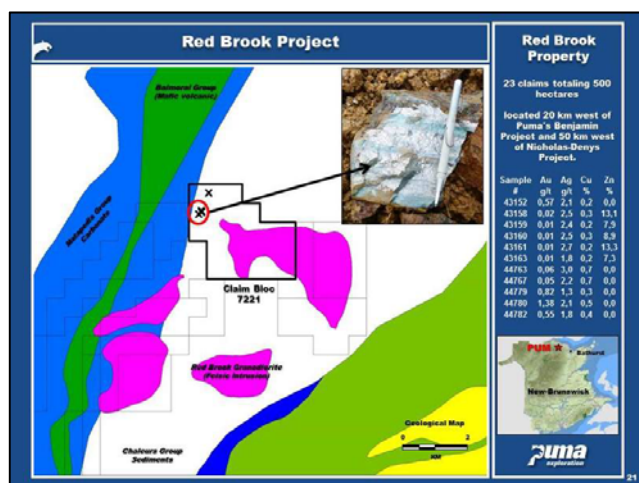 Red Brook Project
Balmoral Group
(Mafic volcanic)
Matapedia Group
Carbonate
Claim Bloc
7221
Red Brook Granodiorite
(Felsic Intrusion)
Chaleurs Group
Sediments
Geological Map
0 2
KM
Red Brook
Property
23 claims totaling 500
hectares
located 20 km west of
Puma's Benjamin
Project and 50 km west
of Nicholas-Denys
Project.
Sample Au Ag Cu Zn
# g/t g/t % %
43152 0,57 2,1 0,2 0,0
43158 0,02 2,5 0,3 13,1
43159 0,01 2,4 0,2 7,9
43160 0,01 2,5 0,3 8,9
43161 0,01 2,7 0,2 13,3
43163 0,01 1,8 0,2 7,3
44763 0,06 3,0 0,7 0,0
44767 0,05 2,2 0,7 0,0
44779 0,82 1,3 0,3 0,0
44780 1,38 2,1 0,5 0,0
44782 0,55 1,8 0,4 0,0
PUM
Bathurst
New-Brunswick
puma
exploration
21